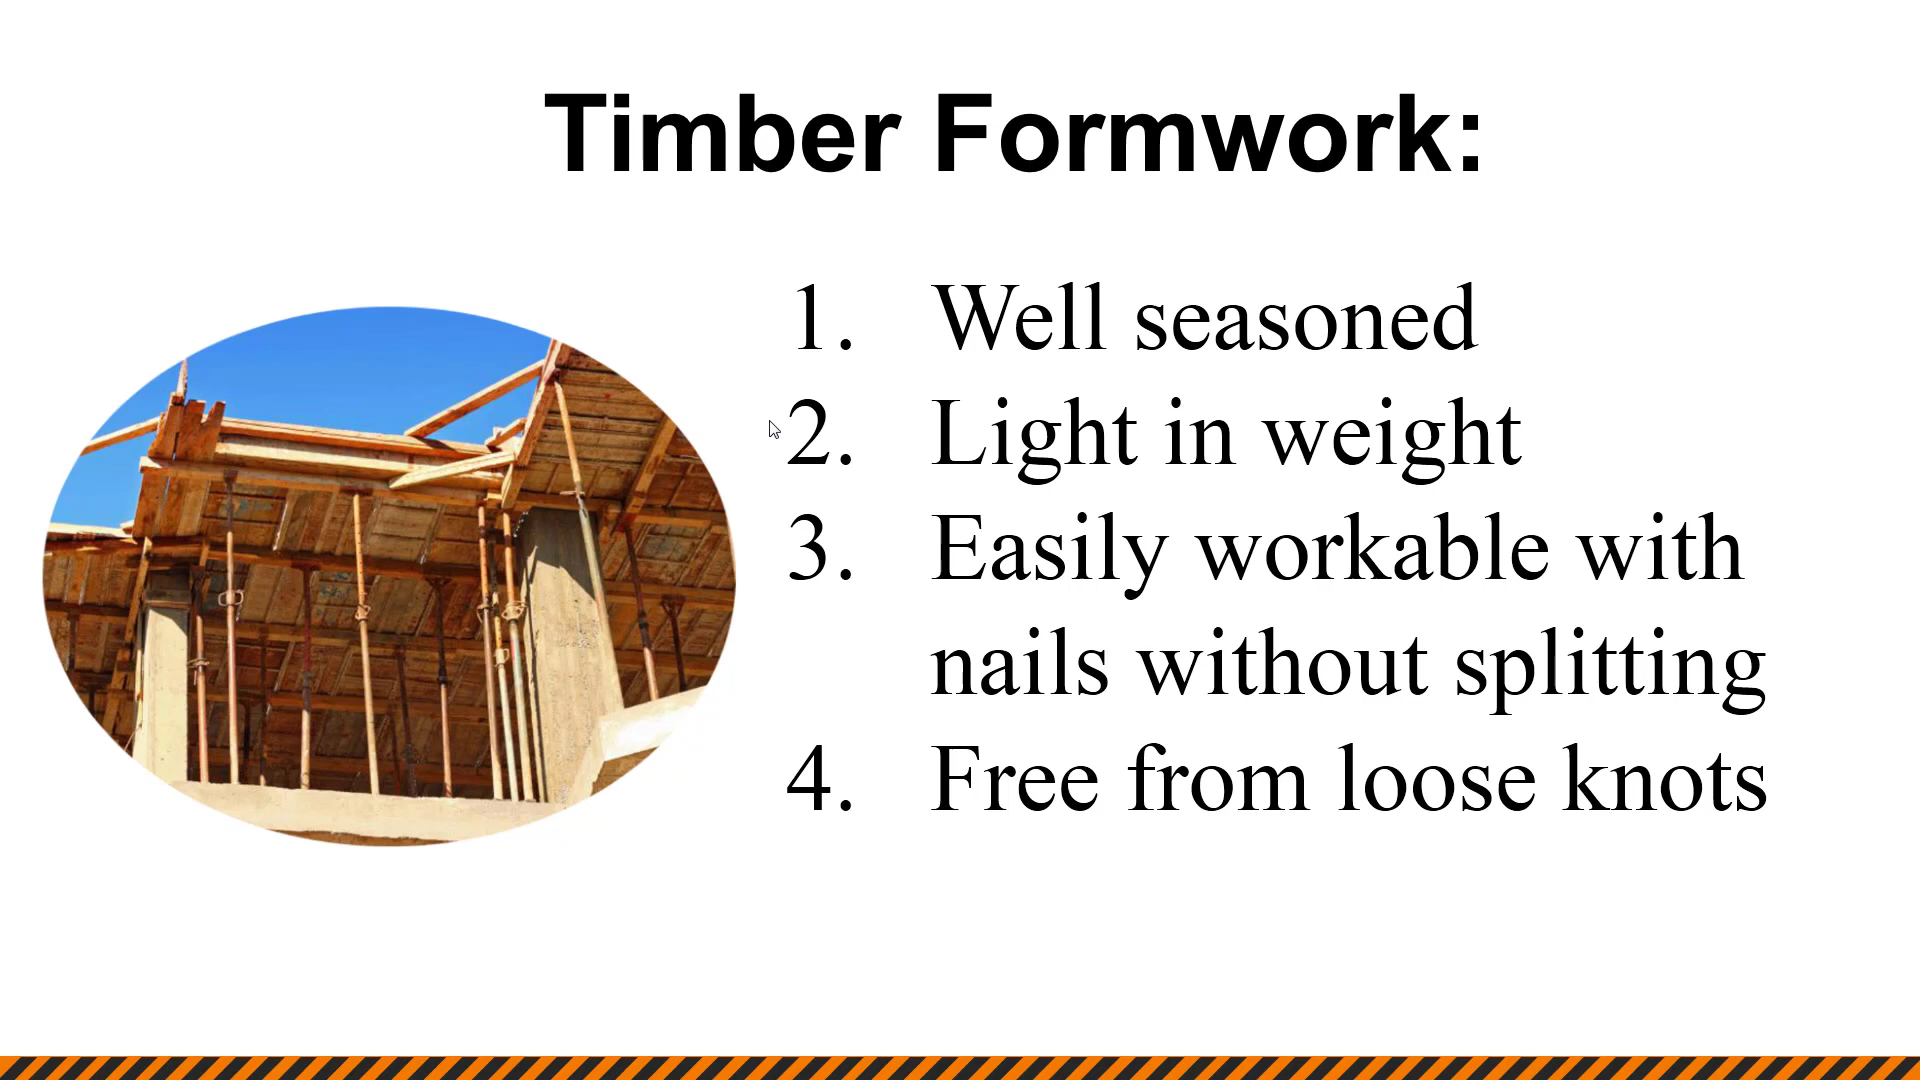 Timber Formwork:
1. Well seasoned
2. Light in weight
3. Easily workable with
nails without splitting
4. Free from loose knots